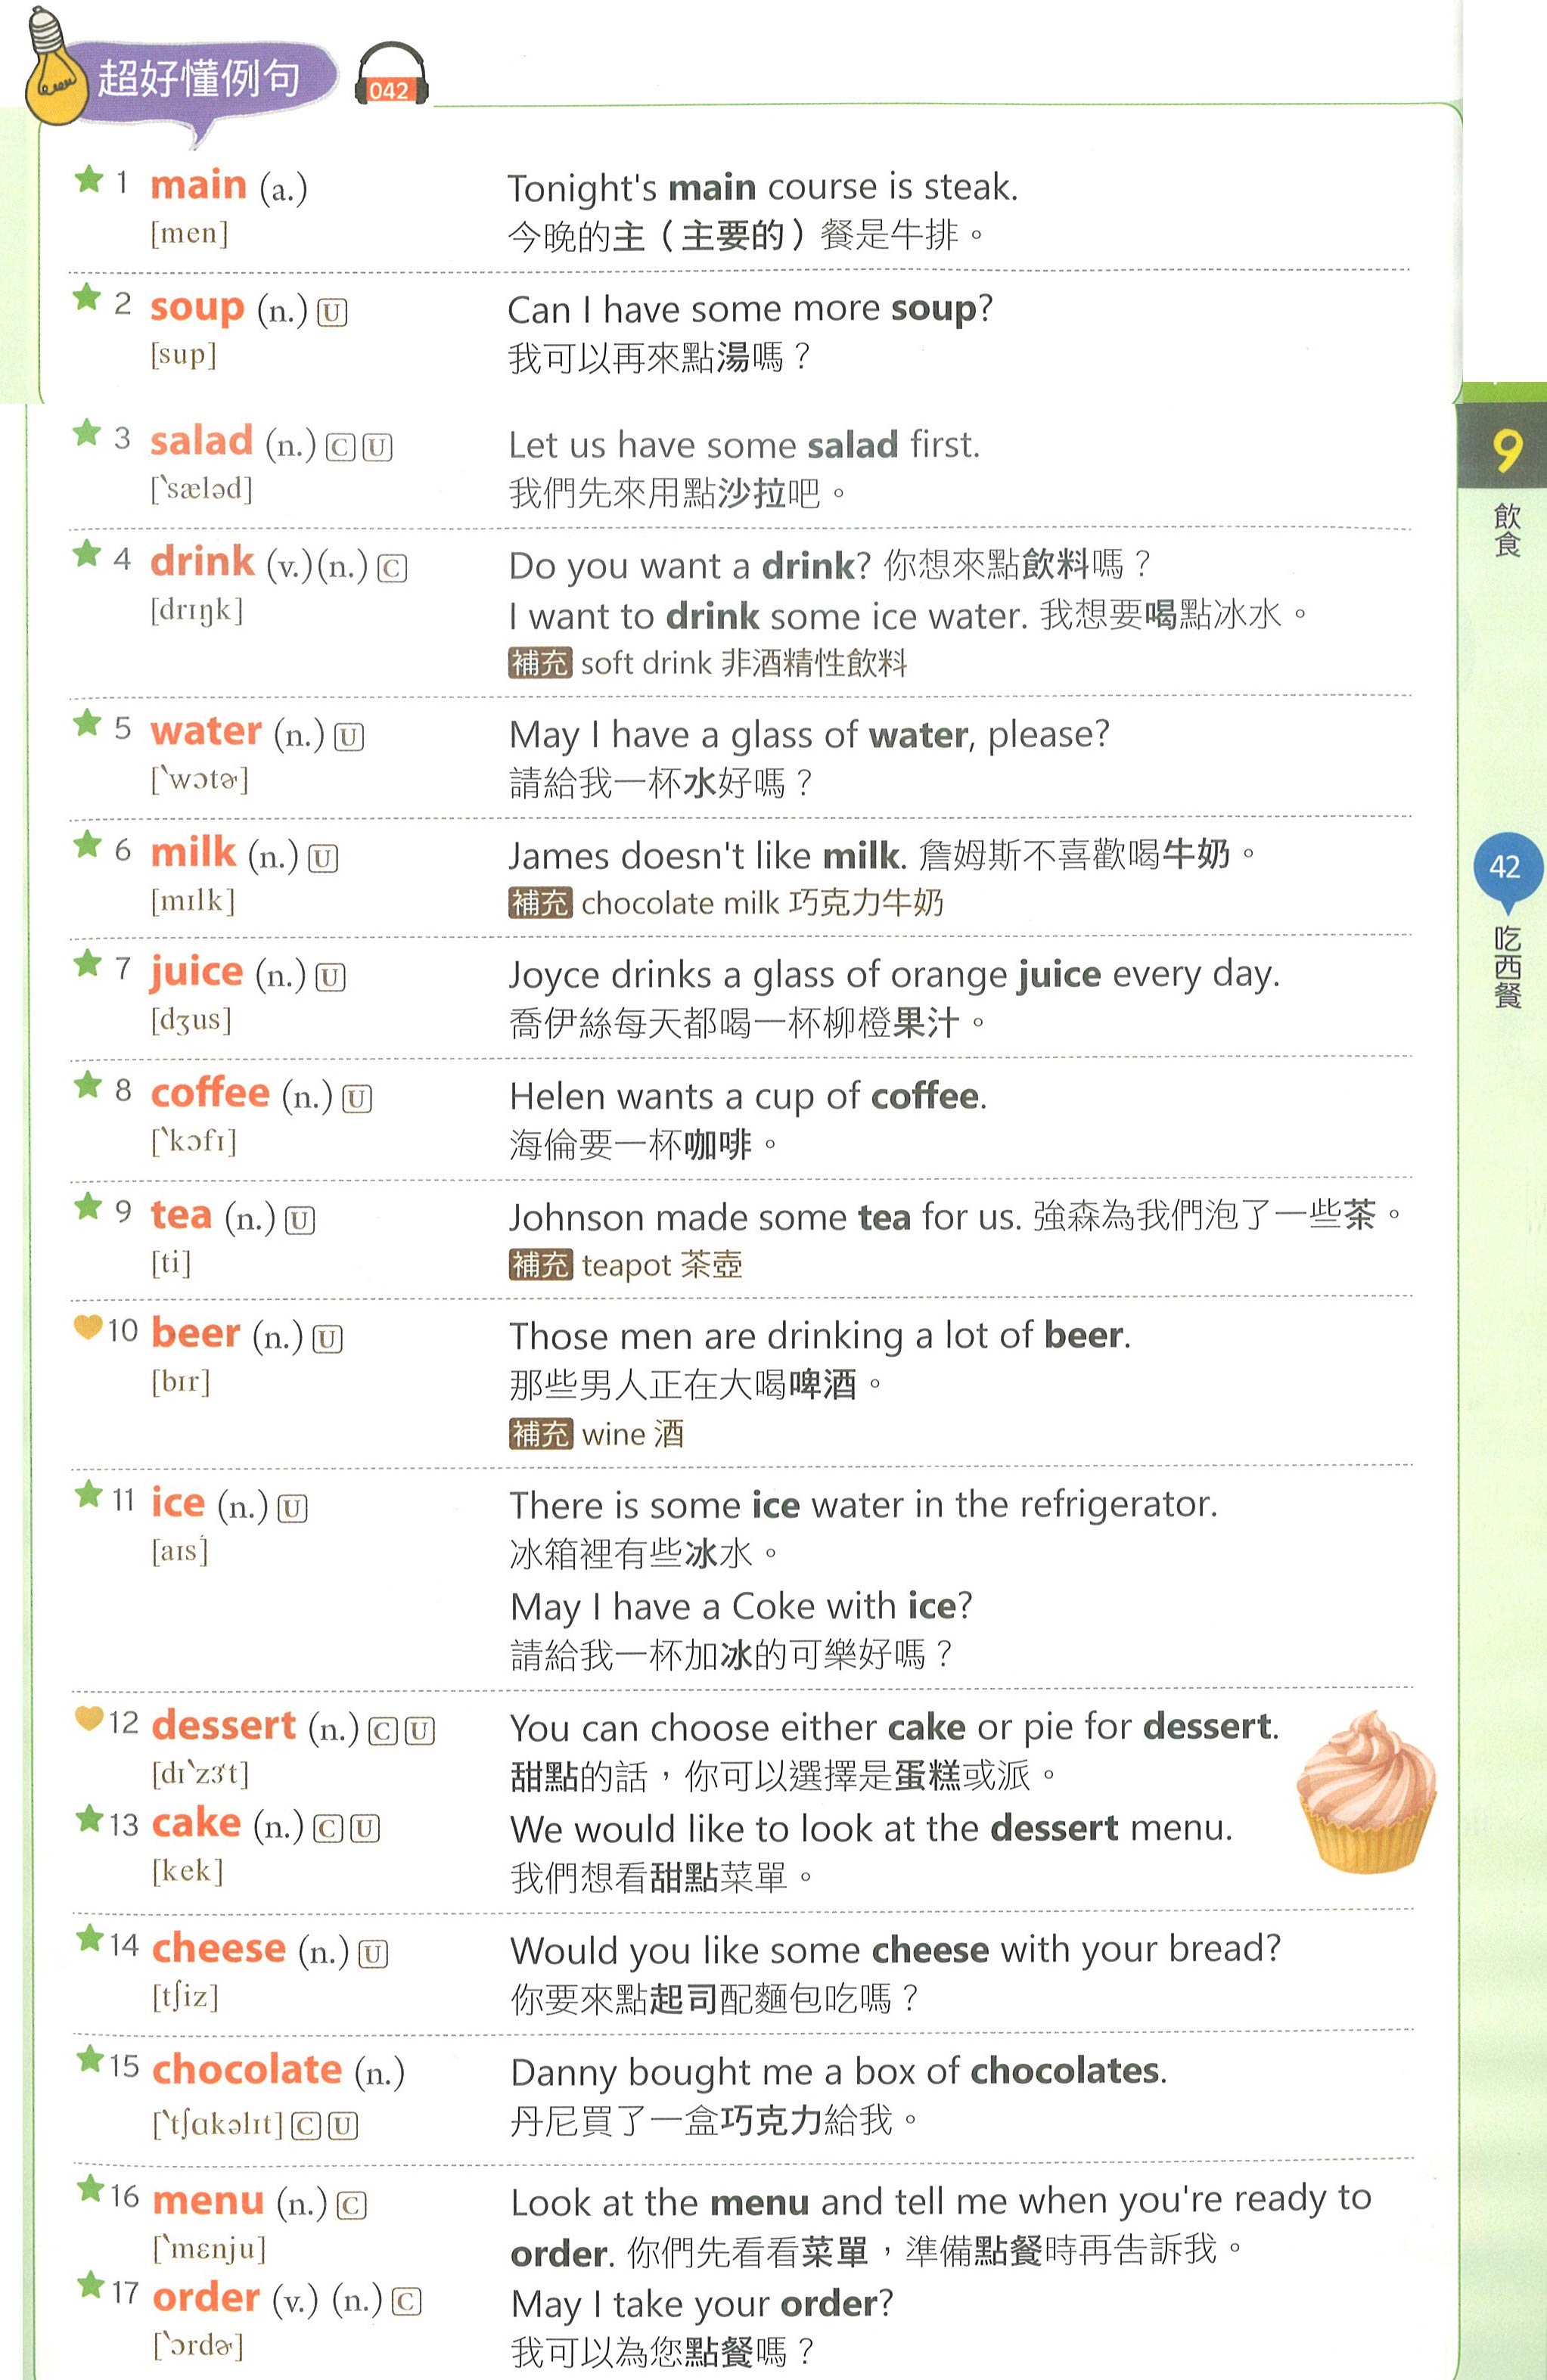 超好懂例句 042
★ 1 main (a.)
[men]
Tonight's main course is steak.
今晚的主（主要的）餐是牛排。
★ 2 soup (n.) U
[sup]
Can I have some more soup?
我可以再來點湯嗎？
★ 3 salad (n.) C U
[ˋsæləd]
Let us have some salad first.
我們先來用點沙拉吧。
★ 4 drink (v.)(n.) C
[drɪŋk]
Do you want a drink? 你想來點飲料嗎？
I want to drink some ice water. 我想要喝點冰水。
補充 soft drink 非酒精性飲料
★ 5 water (n.) U
[ˋwɔtɚ]
May I have a glass of water, please?
請給我一杯水好嗎？
★ 6 milk (n.) U
[mɪlk]
James doesn't like milk. 詹姆斯不喜歡喝牛奶。
補充 chocolate milk 巧克力牛奶
★ 7 juice (n.) U
[dʒus]
Joyce drinks a glass of orange juice every day.
喬伊絲每天都喝一杯柳橙果汁。
★ 8 coffee (n.) U
[ˋkɔfɪ]
Helen wants a cup of coffee.
海倫要一杯咖啡。
★ 9 tea (n.) U
[ti]
Johnson made some tea for us. 強森為我們泡了一些茶。
補充 teapot 茶壺
♥ 10 beer (n.) U
[bɪr]
Those men are drinking a lot of beer.
那些男人正在大喝啤酒。
補充 wine 酒
★ 11 ice (n.) U
[aɪs]
There is some ice water in the refrigerator.
冰箱裡有些冰水。
May I have a Coke with ice?
請給我一杯加冰的可樂好嗎？
♥ 12 dessert (n.) C U
[dɪˋzɝt]
You can choose either cake or pie for dessert.
甜點的話，你可以選擇是蛋糕或派。
★ 13 cake (n.) C U
[kek]
We would like to look at the dessert menu.
我們想看甜點菜單。
★ 14 cheese (n.) U
[tʃiz]
Would you like some cheese with your bread?
你要來點起司配麵包吃嗎？
★ 15 chocolate (n.)
[ˋtʃɑkəlɪt] C U
Danny bought me a box of chocolates.
丹尼買了一盒巧克力給我。
★ 16 menu (n.) C
[ˋmɛnju]
Look at the menu and tell me when you're ready to
order. 你們先看看菜單，準備點餐時再告訴我。
★ 17 order (v.) (n.) C
[ˋɔrdɚ]
May I take your order?
我可以為您點餐嗎？
9
飲食
42
吃西餐